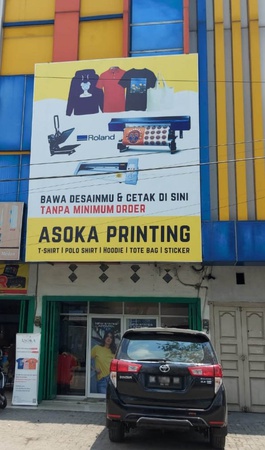 Roland
BAWA DESAINMU & CETAK DI SINI
TANPA MINIMUM ORDER
ASOKA PRINTING
T-SHIRT | POLO SHIRT | HOODIE | TOTE BAG | STICKER